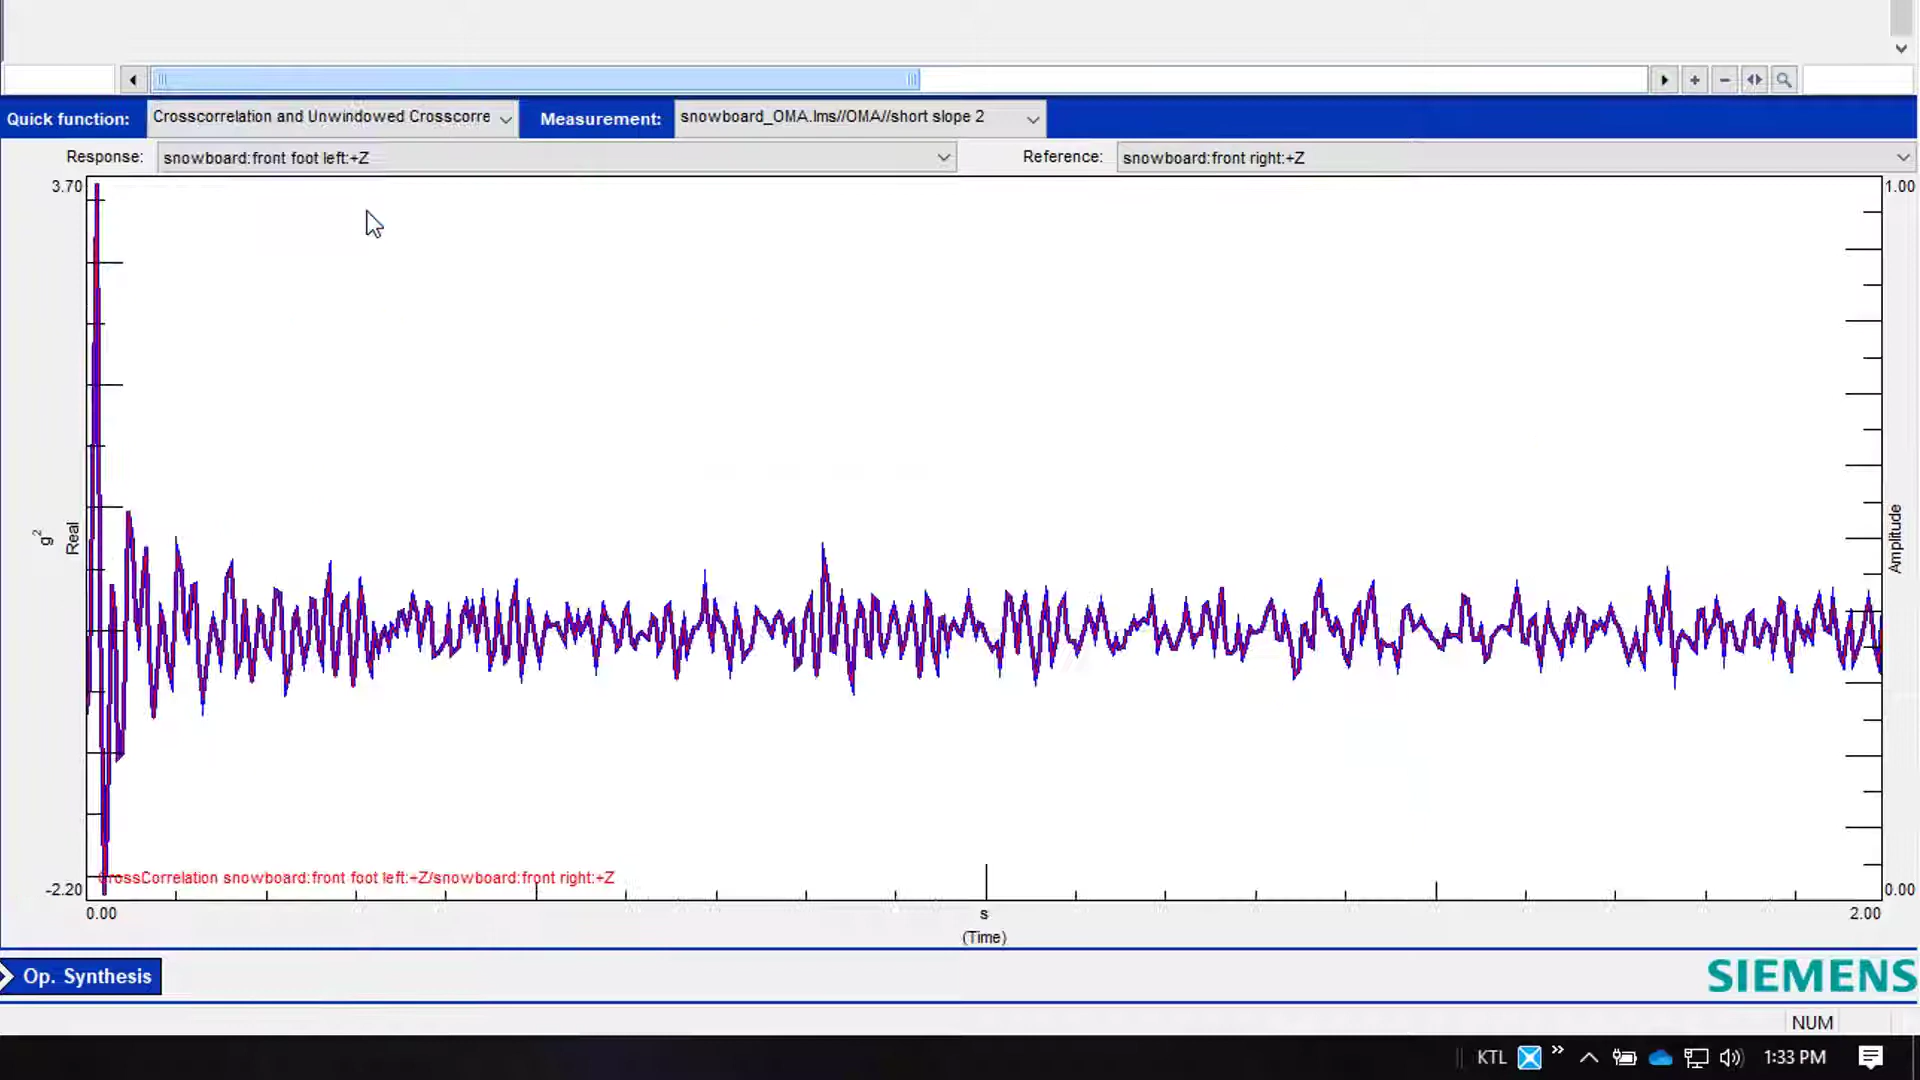 Quick function: Crosscorrelation and Unwindowed Crosscorre Measurement: snowboard_OMA.lms//OMA//short slope 2
Response: snowboard:front foot left:+Z Reference: snowboard:front right:+Z
3.70 1.00
g²
Real
Amplitude
CrossCorrelation snowboard:front foot left:+Z/snowboard:front right:+Z
-2.20 0.00
0.00 s 2.00
(Time)
Op. Synthesis SIEMENS
NUM
KTL 1:33 PM